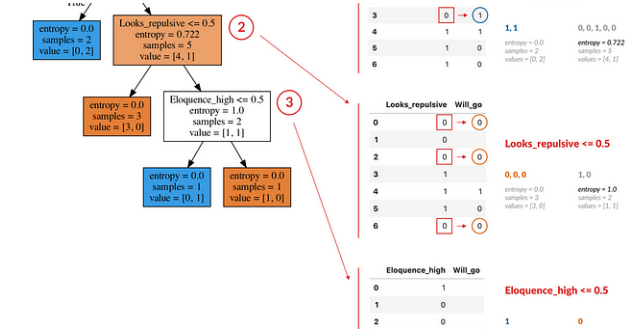 True
entropy = 0.0
samples = 2
value = [0, 2]
Looks_repulsive <= 0.5
entropy = 0.722
samples = 5
value = [4, 1]
2
entropy = 0.0
samples = 3
value = [3, 0]
Eloquence_high <= 0.5
entropy = 1.0
samples = 2
value = [1, 1]
3
entropy = 0.0
samples = 1
value = [0, 1]
entropy = 0.0
samples = 1
value = [1, 0]
3 0 → 1
4 1 1
5 1 0
6 1 0
1, 1
entropy = 0.0
samples = 2
values = [0, 2]
0, 0, 1, 0, 0
entropy = 0.722
samples = 5
values = [4, 1]
Looks_repulsive Will_go
0 0 → 0
1 0
2 0 → 0
3 1
4 1 1
5 1 0
6 0 → 0
Looks_repulsive <= 0.5
0, 0, 0
entropy = 0.0
samples = 3
values = [3, 0]
1, 0
entropy = 1.0
samples = 2
values = [1, 1]
Eloquence_high Will_go
0 1
1 0
2 0
Eloquence_high <= 0.5
1 0